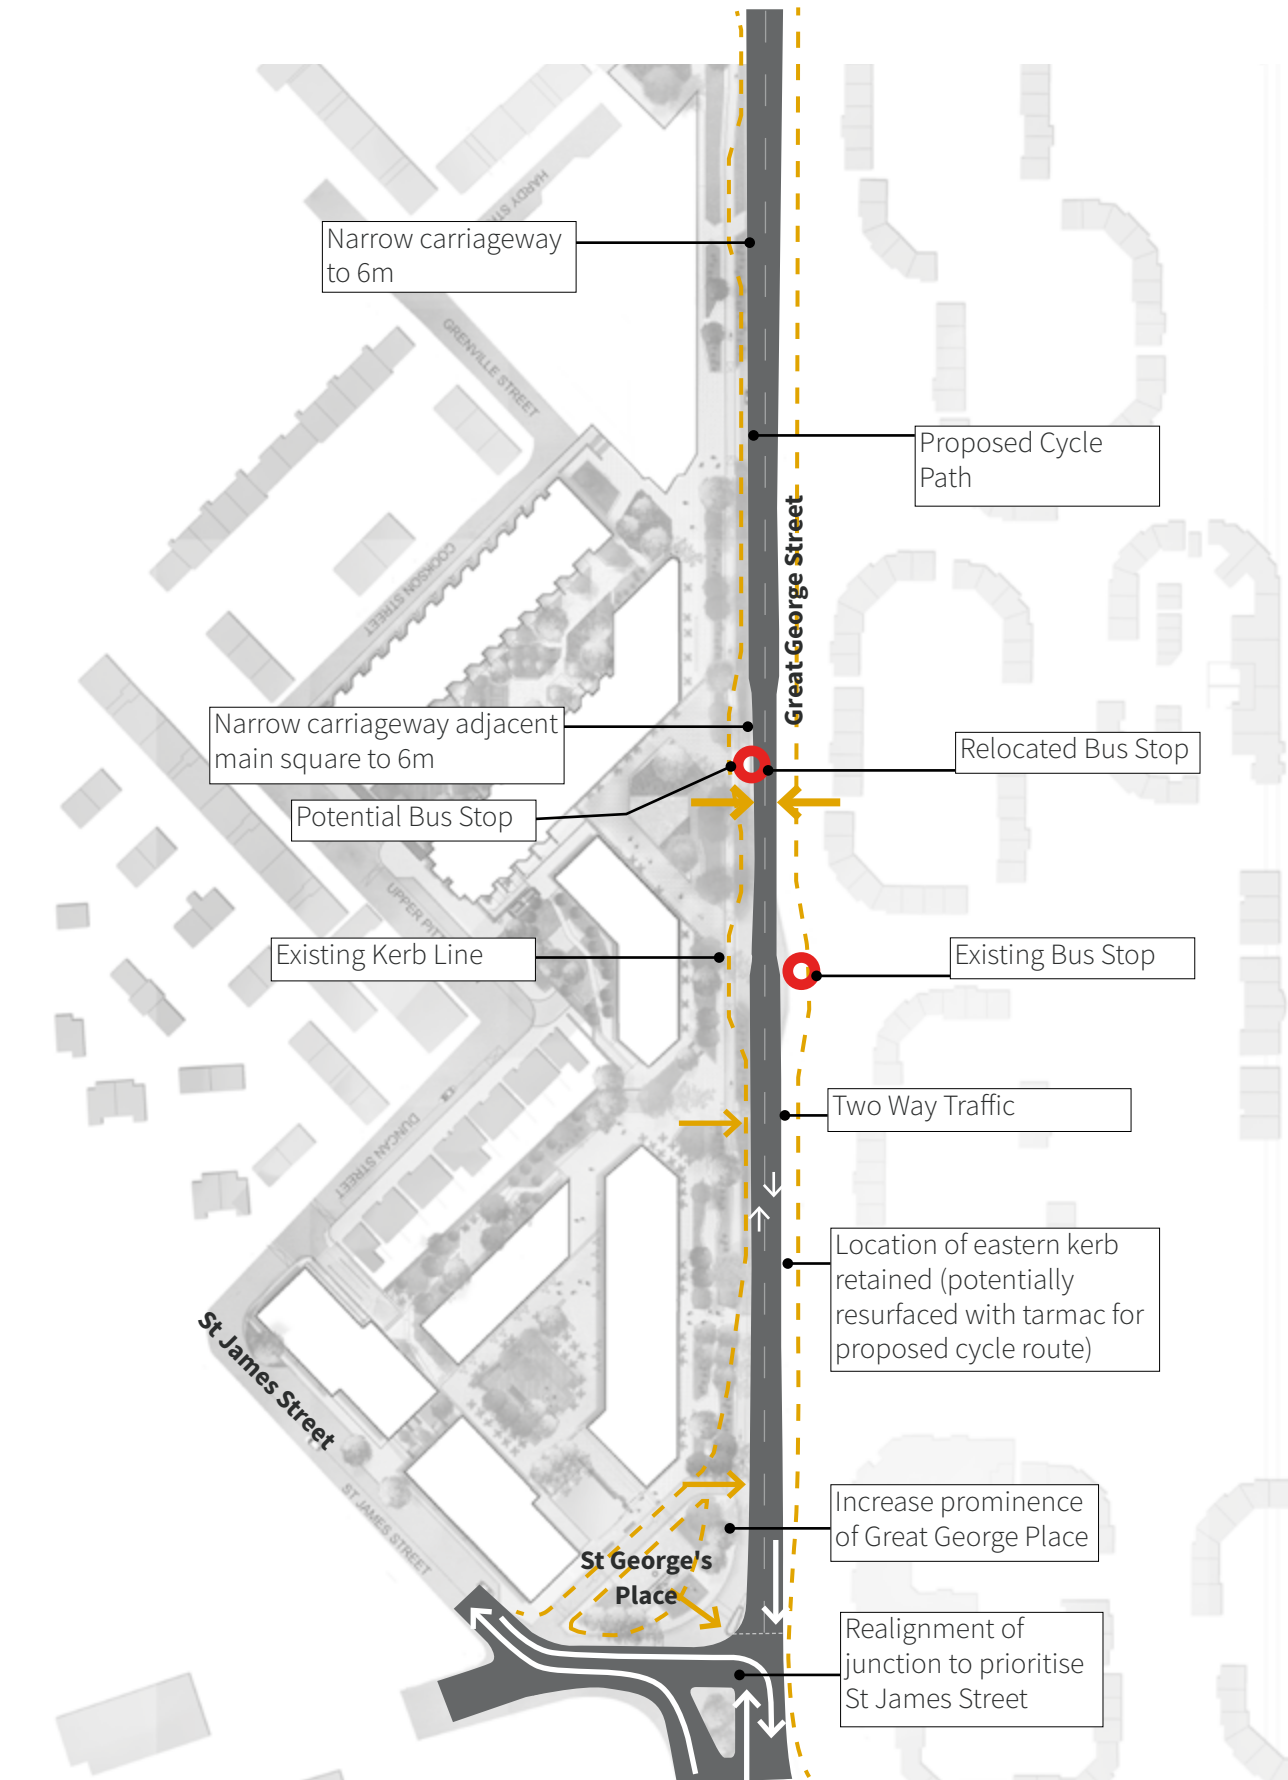 HARDY STR
Narrow carriageway
to 6m
GRENVILLE STREET
Proposed Cycle
Path
Great George Street
COOKSON STREET
Narrow carriageway adjacent
main square to 6m
Relocated Bus Stop
Potential Bus Stop
UPPER PIT
Existing Kerb Line
Existing Bus Stop
Two Way Traffic
DUNCAN STREET
Location of eastern kerb
retained (potentially
resurfaced with tarmac for
proposed cycle route)
St James Street
ST JAMES STREET
Increase prominence
of Great George Place
St George's
Place
Realignment of
junction to prioritise
St James Street